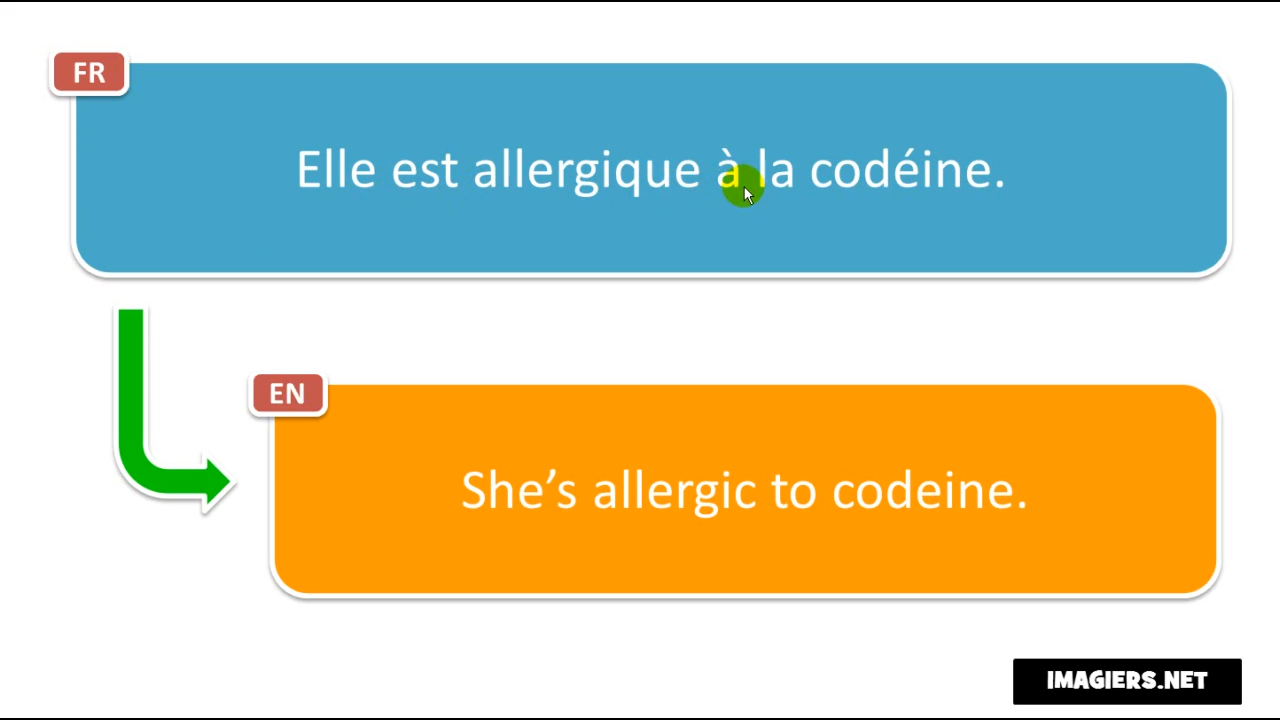 FR
Elle est allergique à la codéine.
EN
She’s allergic to codeine.
IMAGIERS.NET